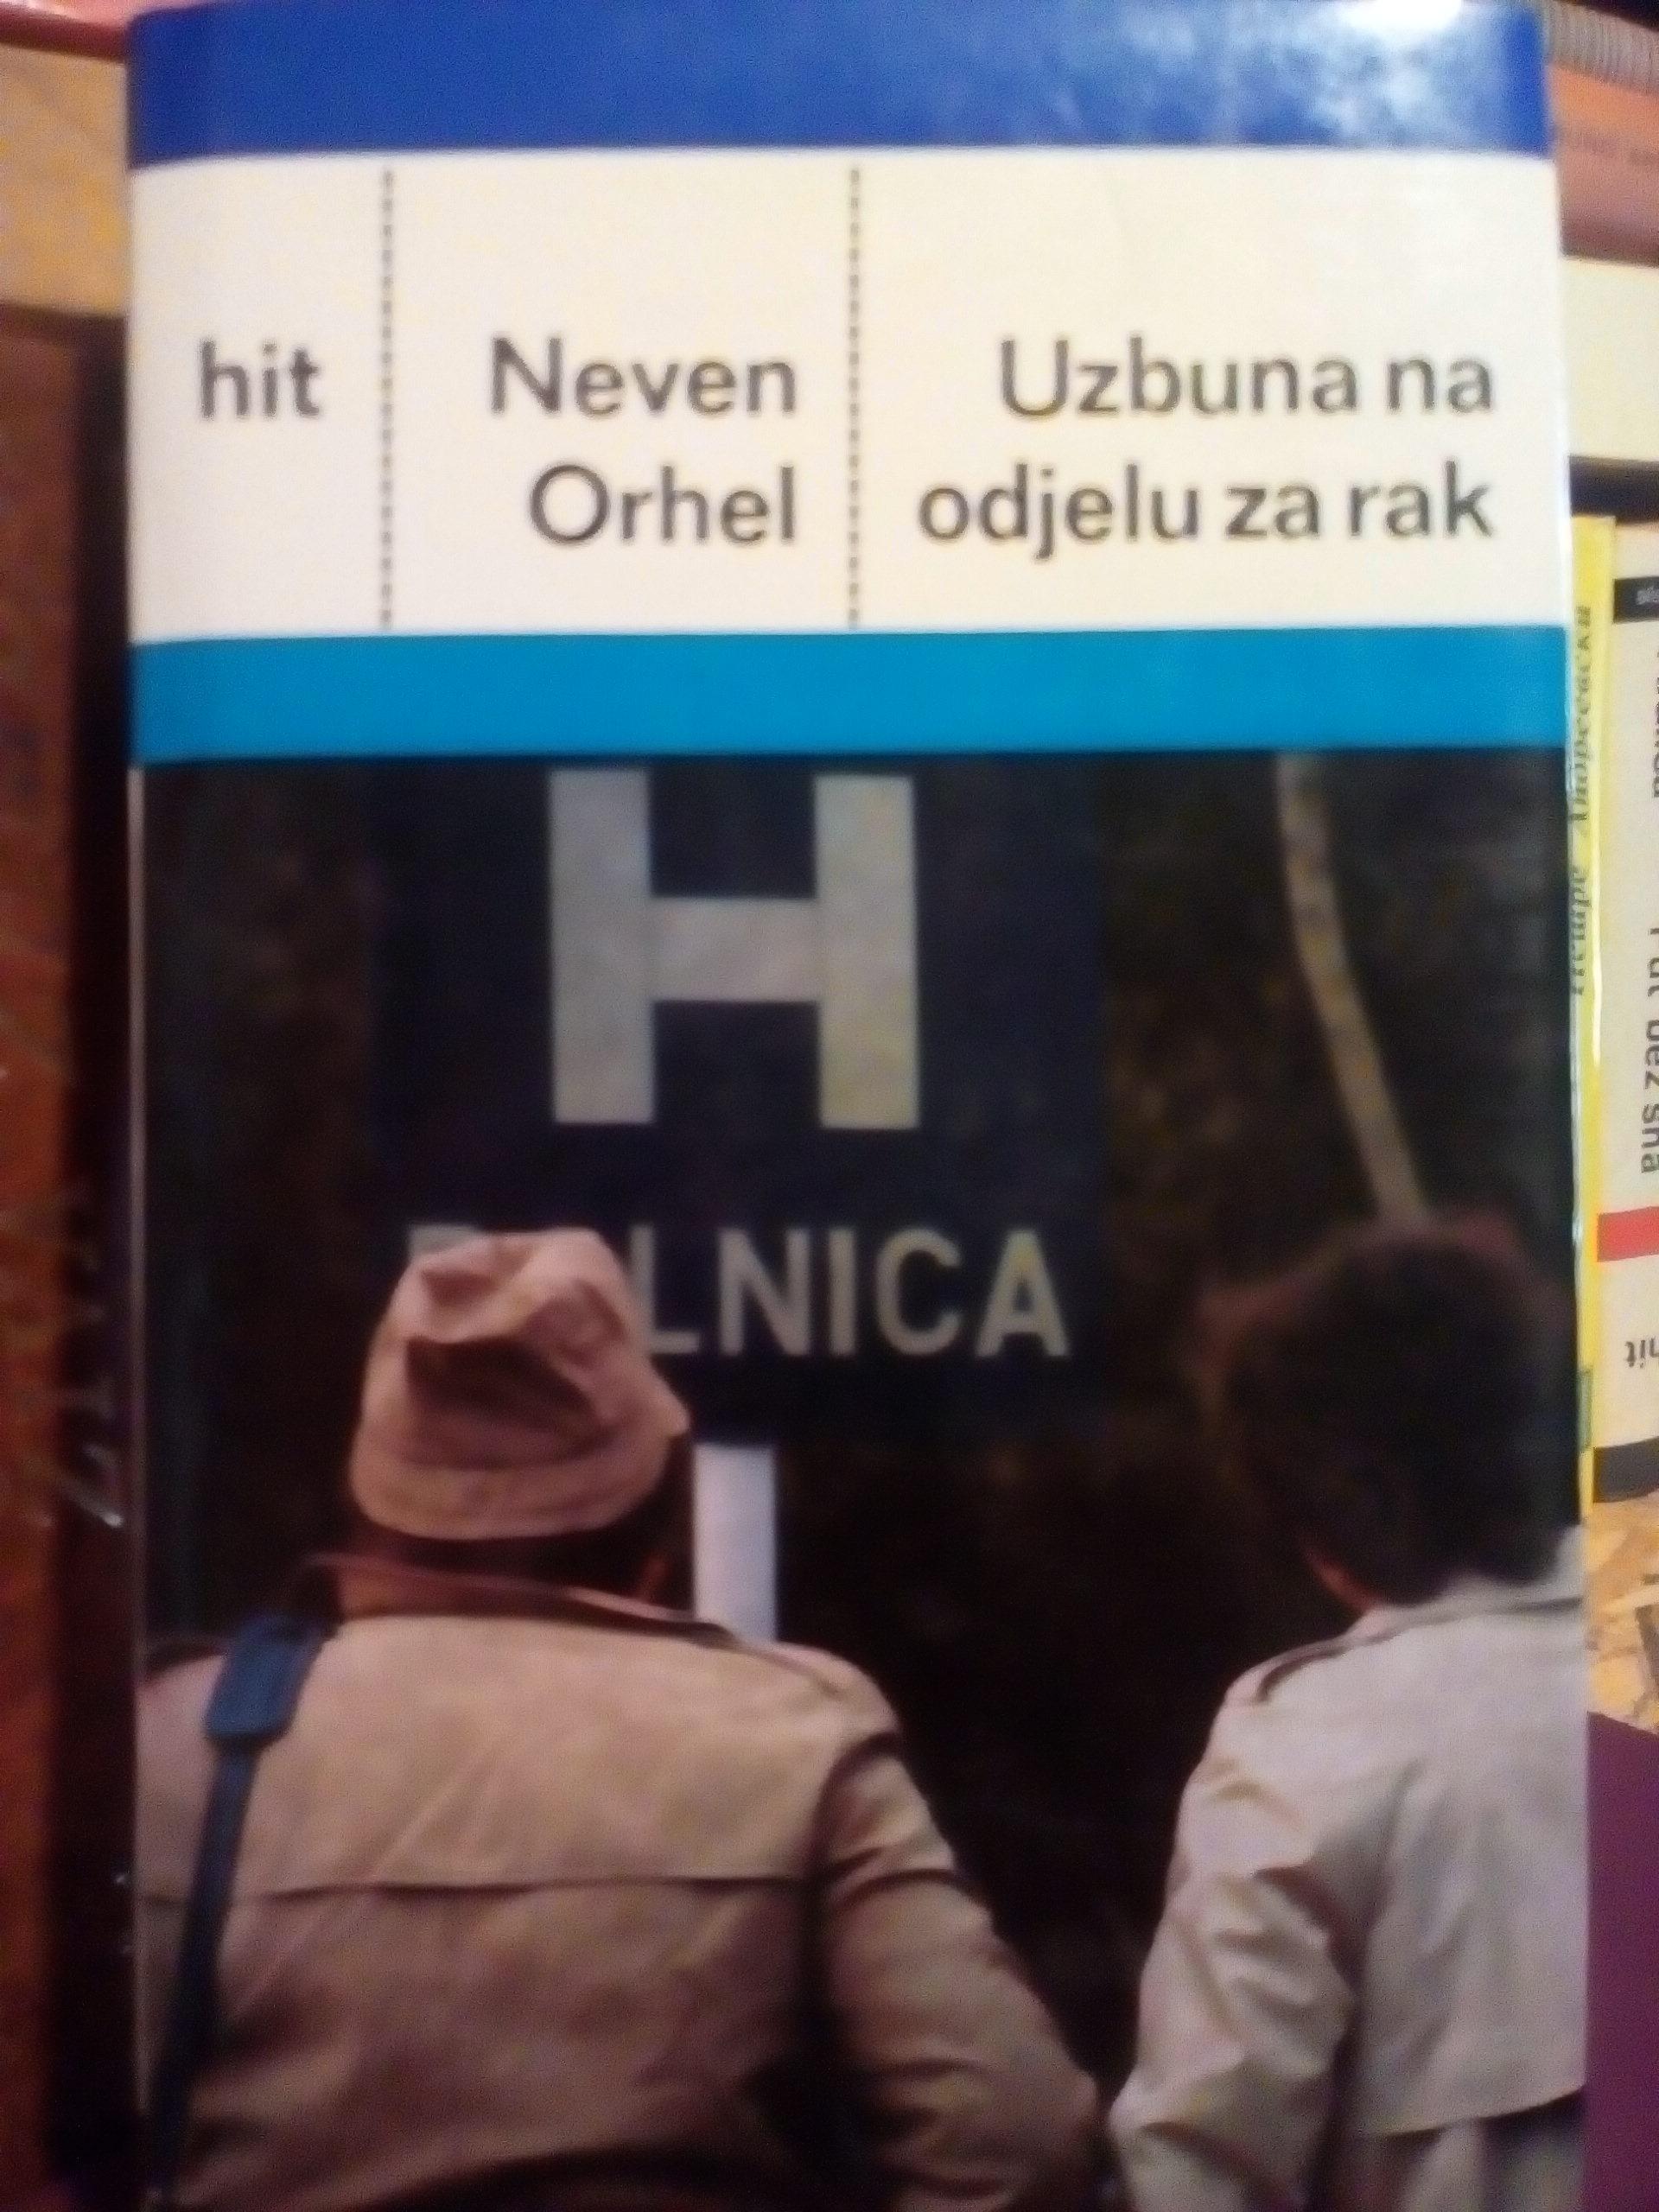 hit
Neven
Orhel
Uzbuna na
odjelu za rak
H
LNICA
Put bez sna
hit